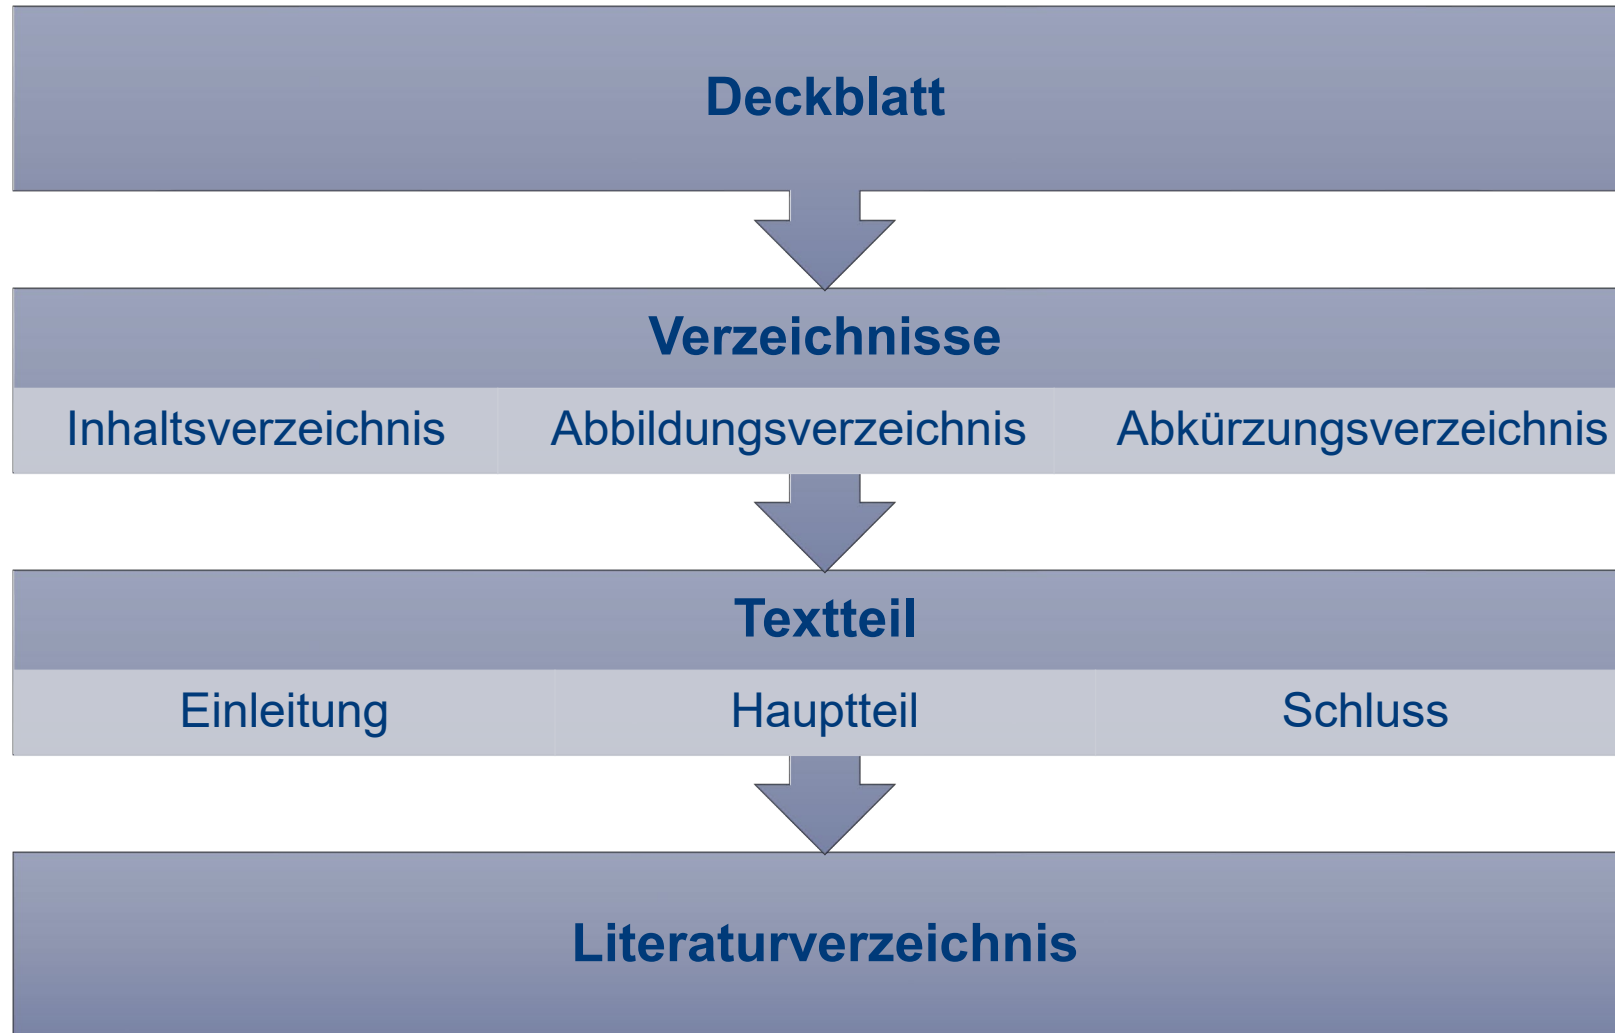 Deckblatt
Verzeichnisse
Inhaltsverzeichnis Abbildungsverzeichnis Abkürzungsverzeichnis
Textteil
Einleitung Hauptteil Schluss
Literaturverzeichnis